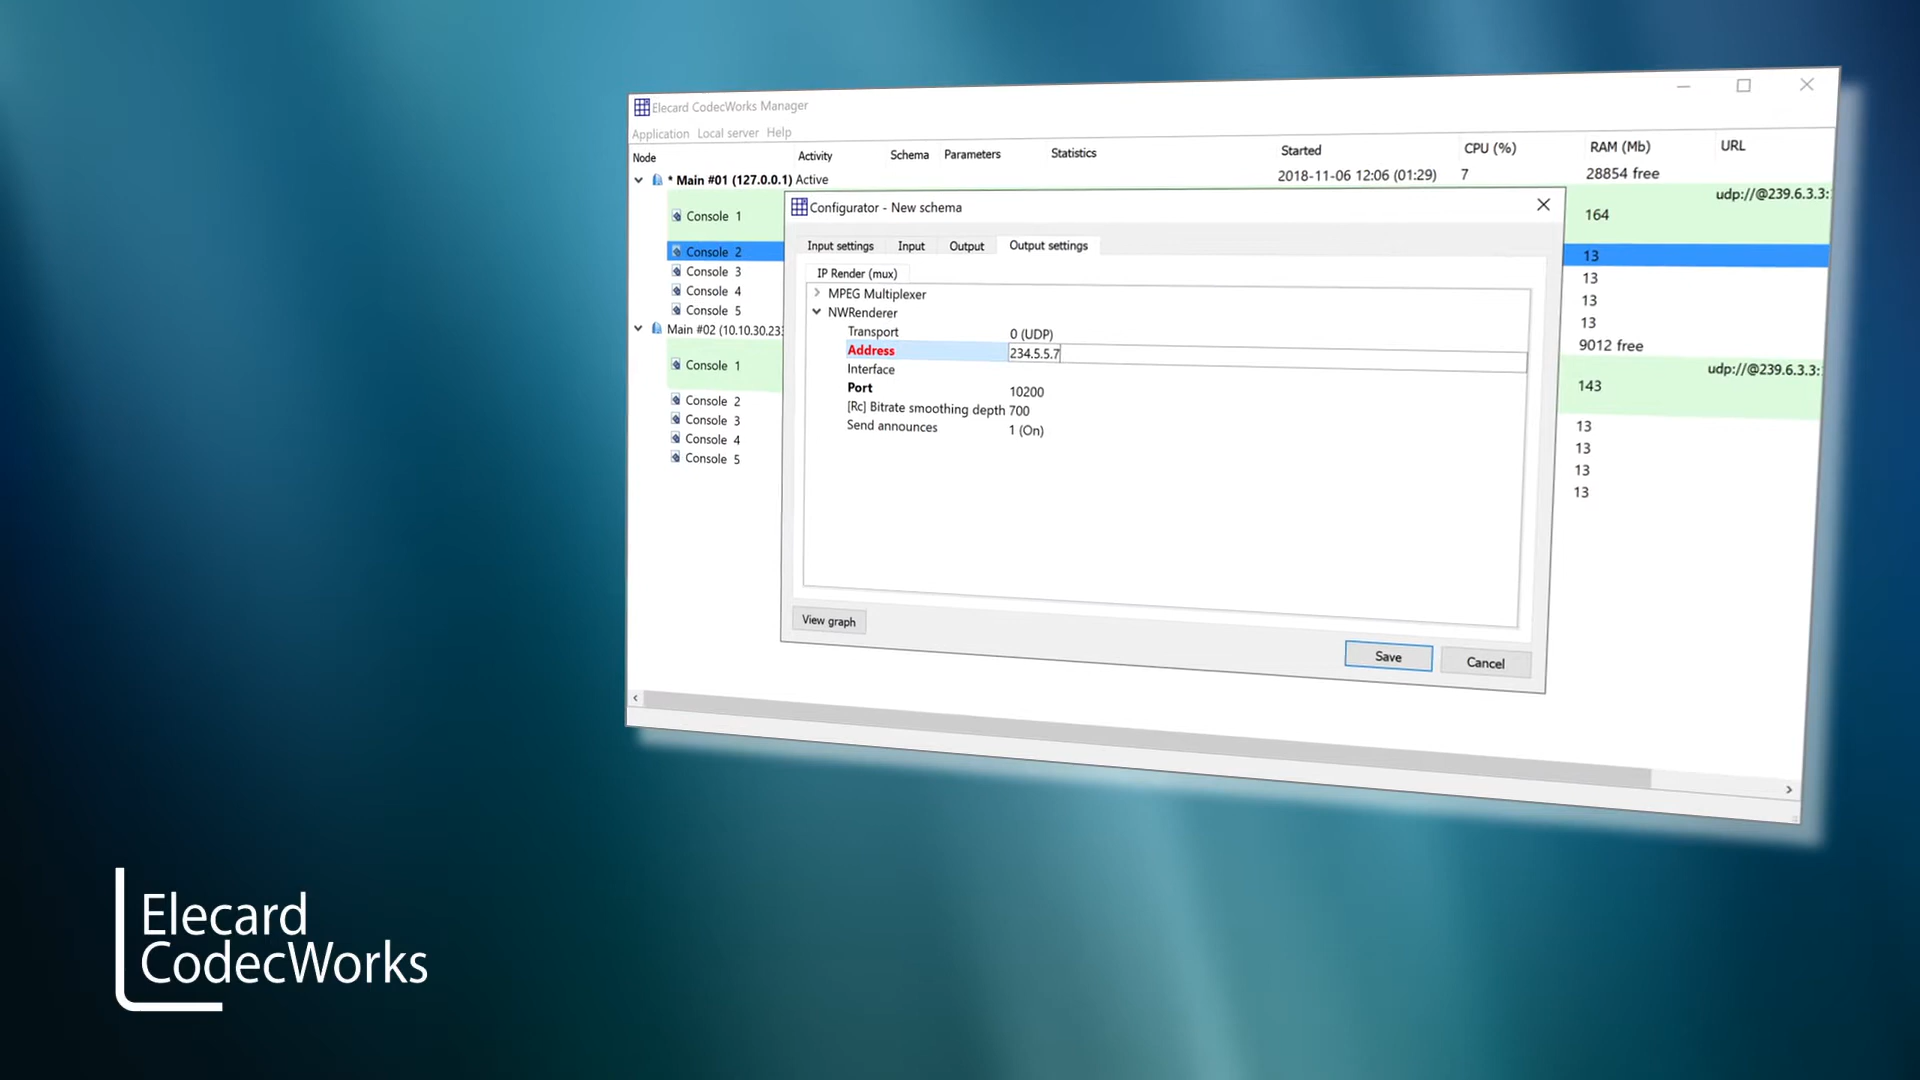 Elecard CodecWorks Manager
Application Local server Help
Node Activity Schema Parameters Statistics Started CPU (%) RAM (Mb) URL
* Main #01 (127.0.0.1) Active 2018-11-06 12:06 (01:29) 7 28854 free
Console 1 164 udp://@239.6.3.3:
Console 2 13
Console 3 13
Console 4 13
Console 5 13
Main #02 (10.10.30.23 9012 free
Console 1 143 udp://@239.6.3.3:
Console 2 13
Console 3 13
Console 4 13
Console 5 13
Configurator - New schema
Input settings Input Output Output settings
IP Render (mux)
MPEG Multiplexer
NWRenderer
Transport 0 (UDP)
Address 234.5.5.7
Interface
Port 10200
[Rc] Bitrate smoothing depth 700
Send announces 1 (On)
View graph
Save Cancel
Elecard
CodecWorks